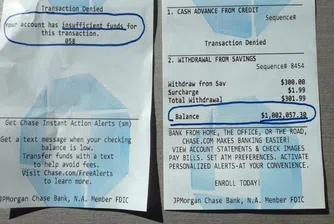 Transaction Denied
Your account has insufficient funds for
this transaction.
058
Get Chase Instant Action Alerts (sm)
Get a text message when your checking
balance is low.
Transfer funds with a text
to help avoid fees.
Visit Chase.com/FreeAlerts
to learn more.
JPMorgan Chase Bank, N.A. Member FDIC
1. CASH ADVANCE FROM CREDIT
Sequence#
Transaction Denied
2. WITHDRAWAL FROM SAVINGS
Sequence# 8454
Withdraw from Sav $300.00
Surcharge $1.99
Total Withdrawal $301.99
Balance $1,002,057.30
BANK FROM HOME, THE OFFICE, OR THE ROAD,
CHASE.COM MAKES BANKING EASIER!
VIEW ACCOUNT STATEMENTS & CHECK IMAGES
PAY BILLS. SET ATM PREFERENCES. ACTIVATE
PERSONALIZED ALERTS-AT YOUR CONVENIENCE.
ENROLL TODAY!
JPMorgan Chase Bank, N.A. Member FDIC